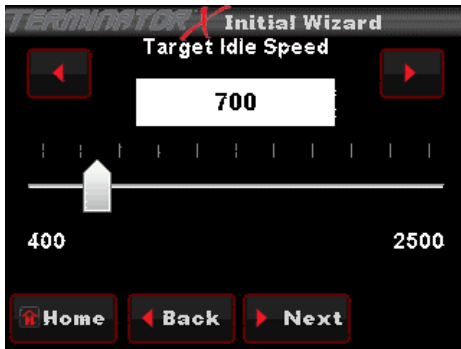 TERMINATOR X Initial Wizard
Target Idle Speed
700
400 2500
Home Back Next